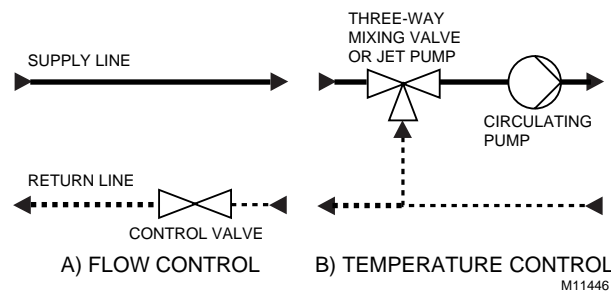 SUPPLY LINE
RETURN LINE
CONTROL VALVE
A) FLOW CONTROL
THREE-WAY
MIXING VALVE
OR JET PUMP
CIRCULATING
PUMP
B) TEMPERATURE CONTROL
M11446